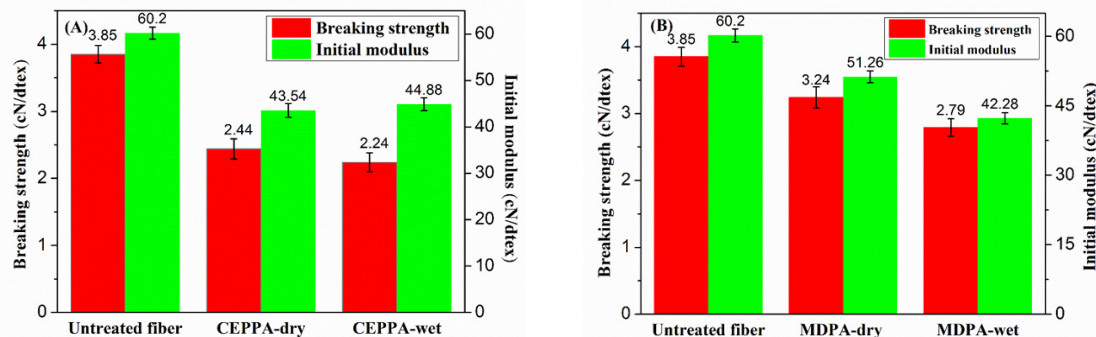 (A)
Breaking strength
Initial modulus
3.85
60.2
2.44
43.54
2.24
44.88
Breaking strength (cN/dtex)
4
3
2
1
0
Initial modulus (cN/dtex)
60
50
40
30
20
10
0
Untreated fiber
CEPPA-dry
CEPPA-wet
(B)
Breaking strength
Initial modulus
3.85
60.2
3.24
51.26
2.79
42.28
Breaking strength (cN/dtex)
4
3
2
1
0
Initial modulus (cN/dtex)
60
45
30
15
0
Untreated fiber
MDPA-dry
MDPA-wet